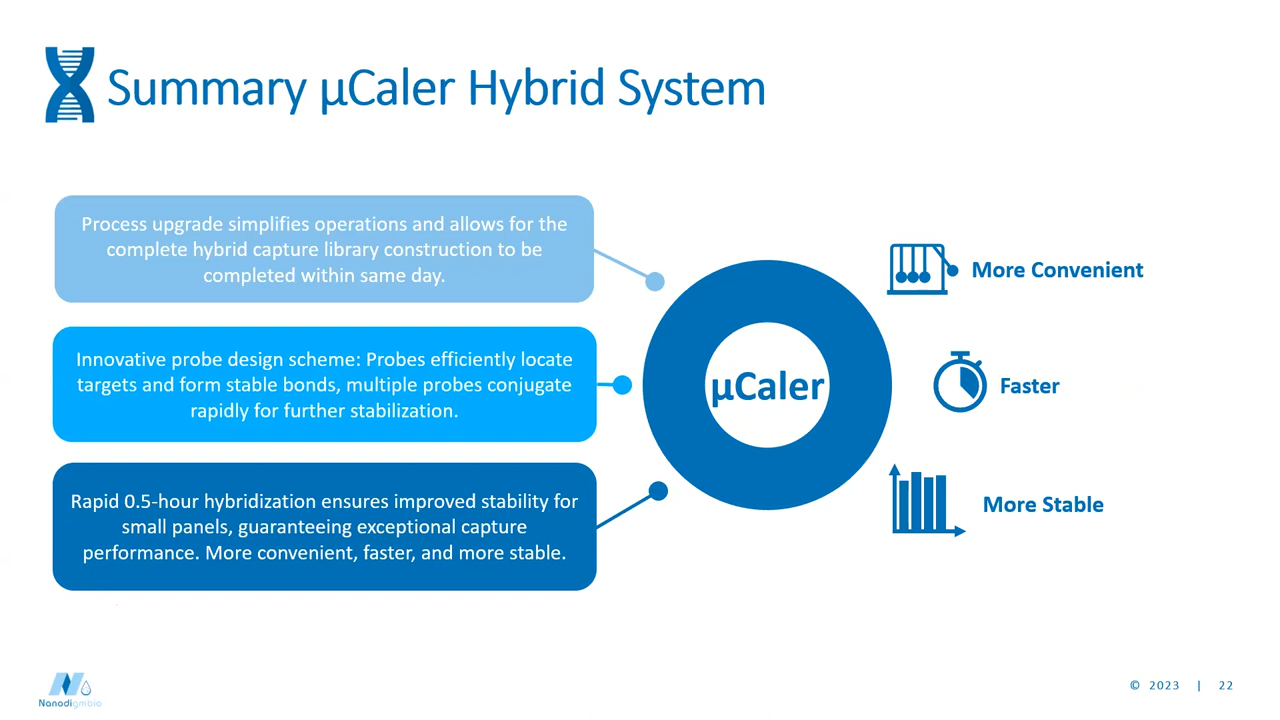 Summary µCaler Hybrid System
Process upgrade simplifies operations and allows for the
complete hybrid capture library construction to be
completed within same day.
Innovative probe design scheme: Probes efficiently locate
targets and form stable bonds, multiple probes conjugate
rapidly for further stabilization.
Rapid 0.5-hour hybridization ensures improved stability for
small panels, guaranteeing exceptional capture
performance. More convenient, faster, and more stable.
µCaler
More Convenient
Faster
More Stable
Nanodigmbio
© 2023 | 22